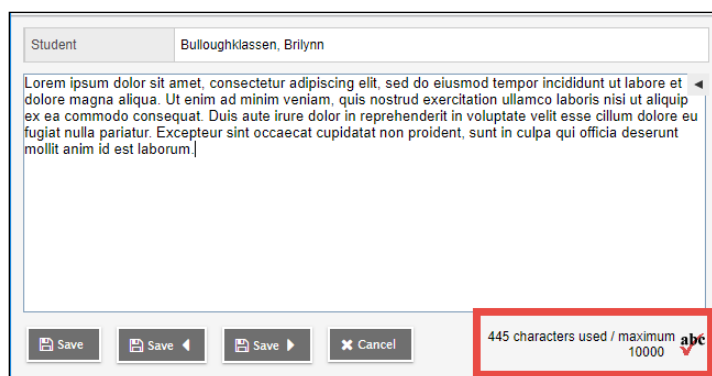 Student Bulloughklassen, Brilynn
Lorem ipsum dolor sit amet, consectetur adipiscing elit, sed do eiusmod tempor incididunt ut labore et
dolore magna aliqua. Ut enim ad minim veniam, quis nostrud exercitation ullamco laboris nisi ut aliquip
ex ea commodo consequat. Duis aute irure dolor in reprehenderit in voluptate velit esse cillum dolore eu
fugiat nulla pariatur. Excepteur sint occaecat cupidatat non proident, sunt in culpa qui officia deserunt
mollit anim id est laborum.
Save Save Save Cancel
445 characters used / maximum
10000
abc